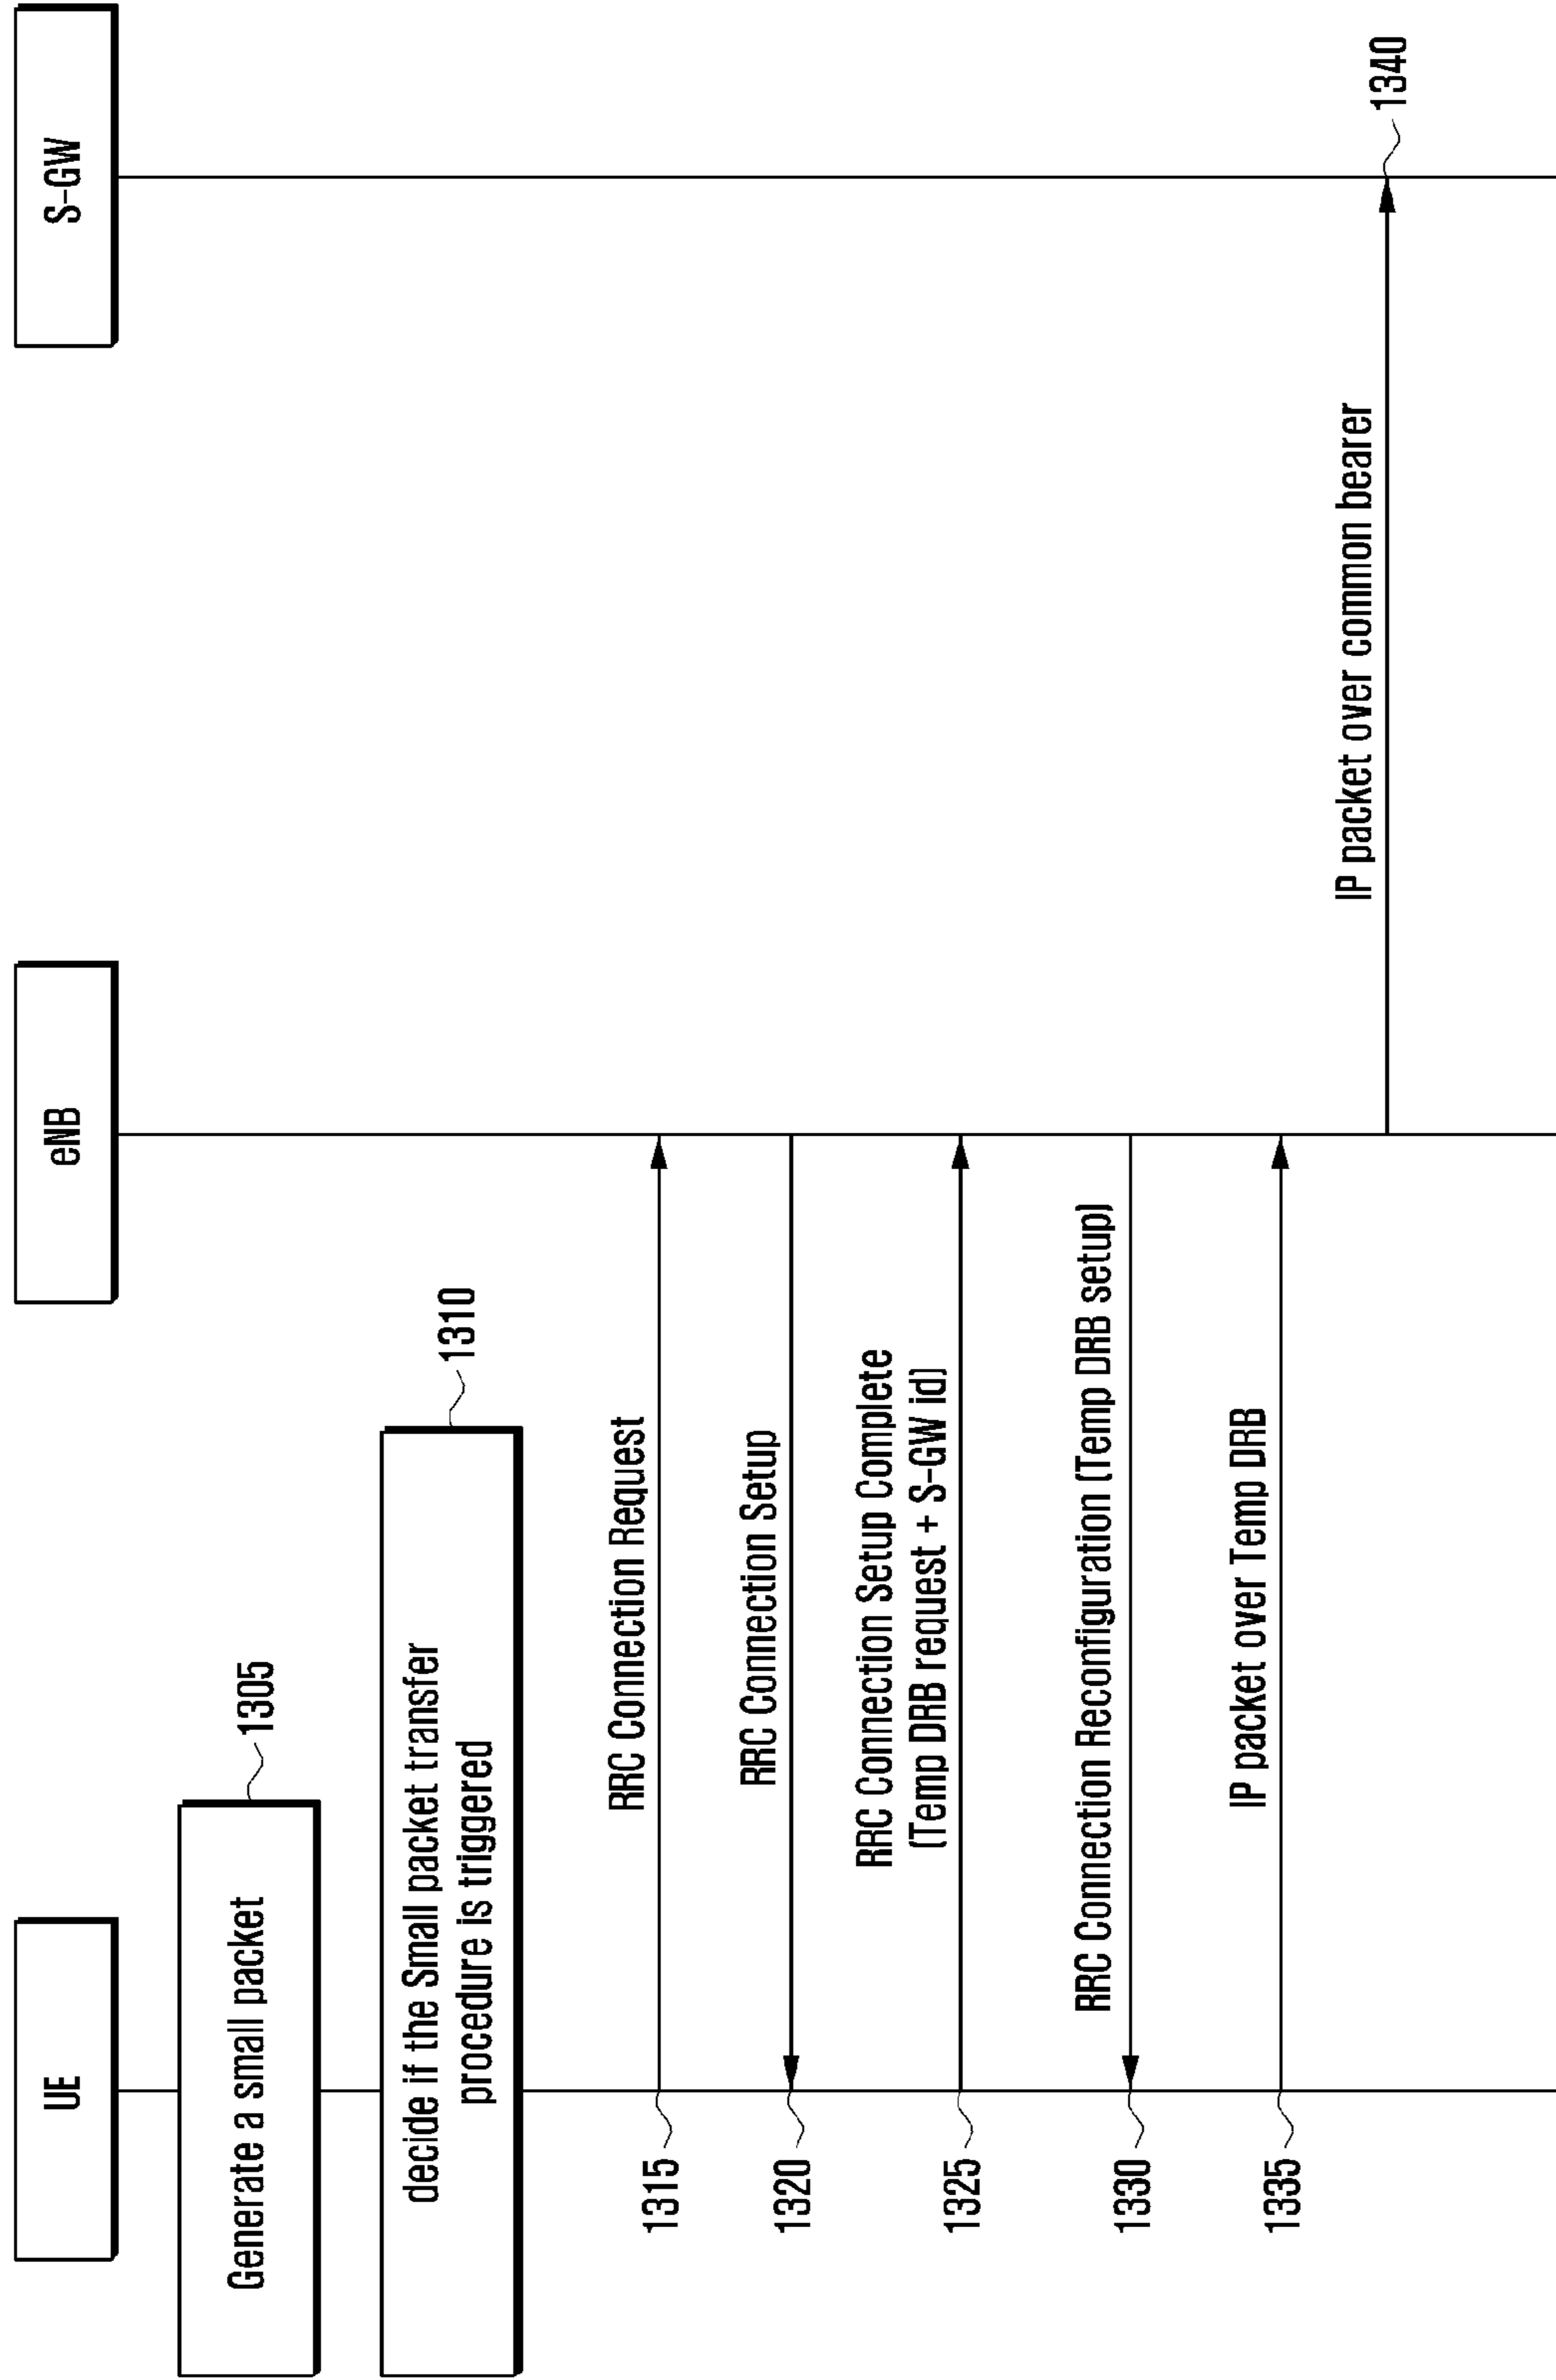 UE
eNB
S-GW
Generate a small packet
1305
decide if the Small packet transfer
procedure is triggered
1310
RRC Connection Request
1315
RRC Connection Setup
1320
RRC Connection Setup Complete
(Temp DRB request + S-GW id)
1325
RRC Connection Reconfiguration (Temp DRB setup)
1330
IP packet over Temp DRB
1335
IP packet over common bearer
1340